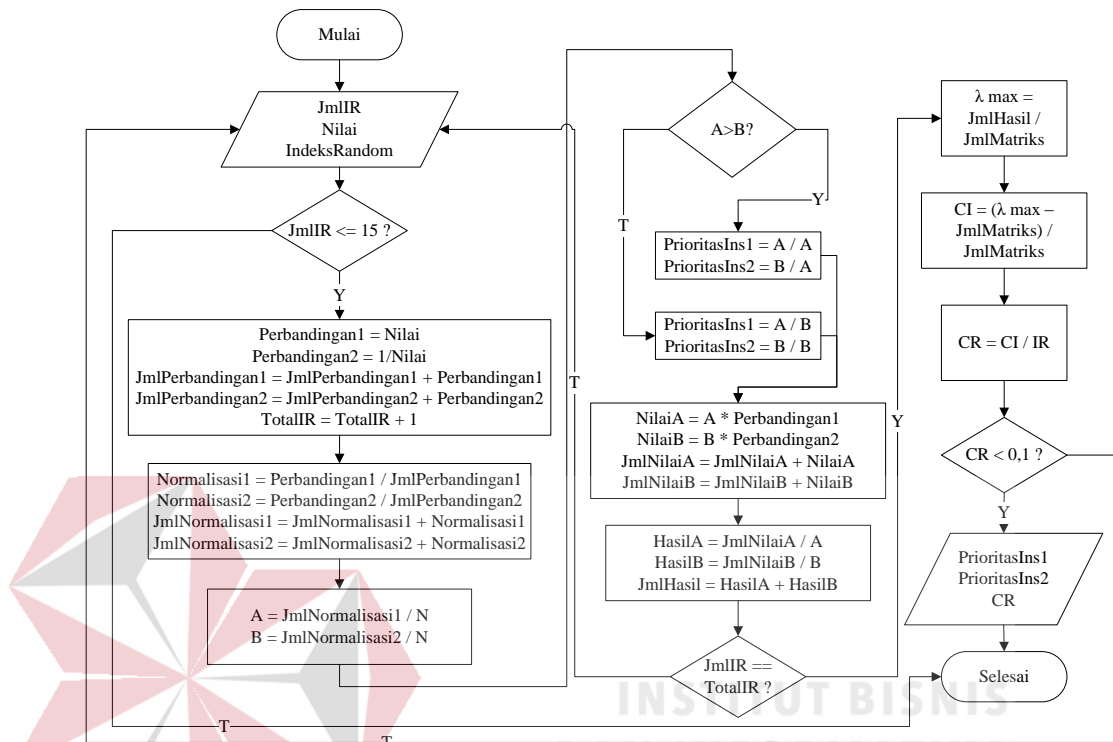 Mulai
JmlIR
Nilai
IndeksRandom
JmlIR <= 15 ?
Y
T
Perbandingan1 = Nilai
Perbandingan2 = 1/Nilai
JmlPerbandingan1 = JmlPerbandingan1 + Perbandingan1
JmlPerbandingan2 = JmlPerbandingan2 + Perbandingan2
TotalIR = TotalIR + 1
Normalisasi1 = Perbandingan1 / JmlPerbandingan1
Normalisasi2 = Perbandingan2 / JmlPerbandingan2
JmlNormalisasi1 = JmlNormalisasi1 + Normalisasi1
JmlNormalisasi2 = JmlNormalisasi2 + Normalisasi2
A = JmlNormalisasi1 / N
B = JmlNormalisasi2 / N
A>B?
Y
T
PrioritasIns1 = A / A
PrioritasIns2 = B / A
PrioritasIns1 = A / B
PrioritasIns2 = B / B
NilaiA = A * Perbandingan1
NilaiB = B * Perbandingan2
JmlNilaiA = JmlNilaiA + NilaiA
JmlNilaiB = JmlNilaiB + NilaiB
HasilA = JmlNilaiA / A
HasilB = JmlNilaiB / B
JmlHasil = HasilA + HasilB
JmlIR ==
TotalIR ?
T
Y
λ max =
JmlHasil /
JmlMatriks
CI = (λ max –
JmlMatriks) /
JmlMatriks
CR = CI / IR
CR < 0,1 ?
Y
T
PrioritasIns1
PrioritasIns2
CR
Selesai
INSTITUT BISNIS